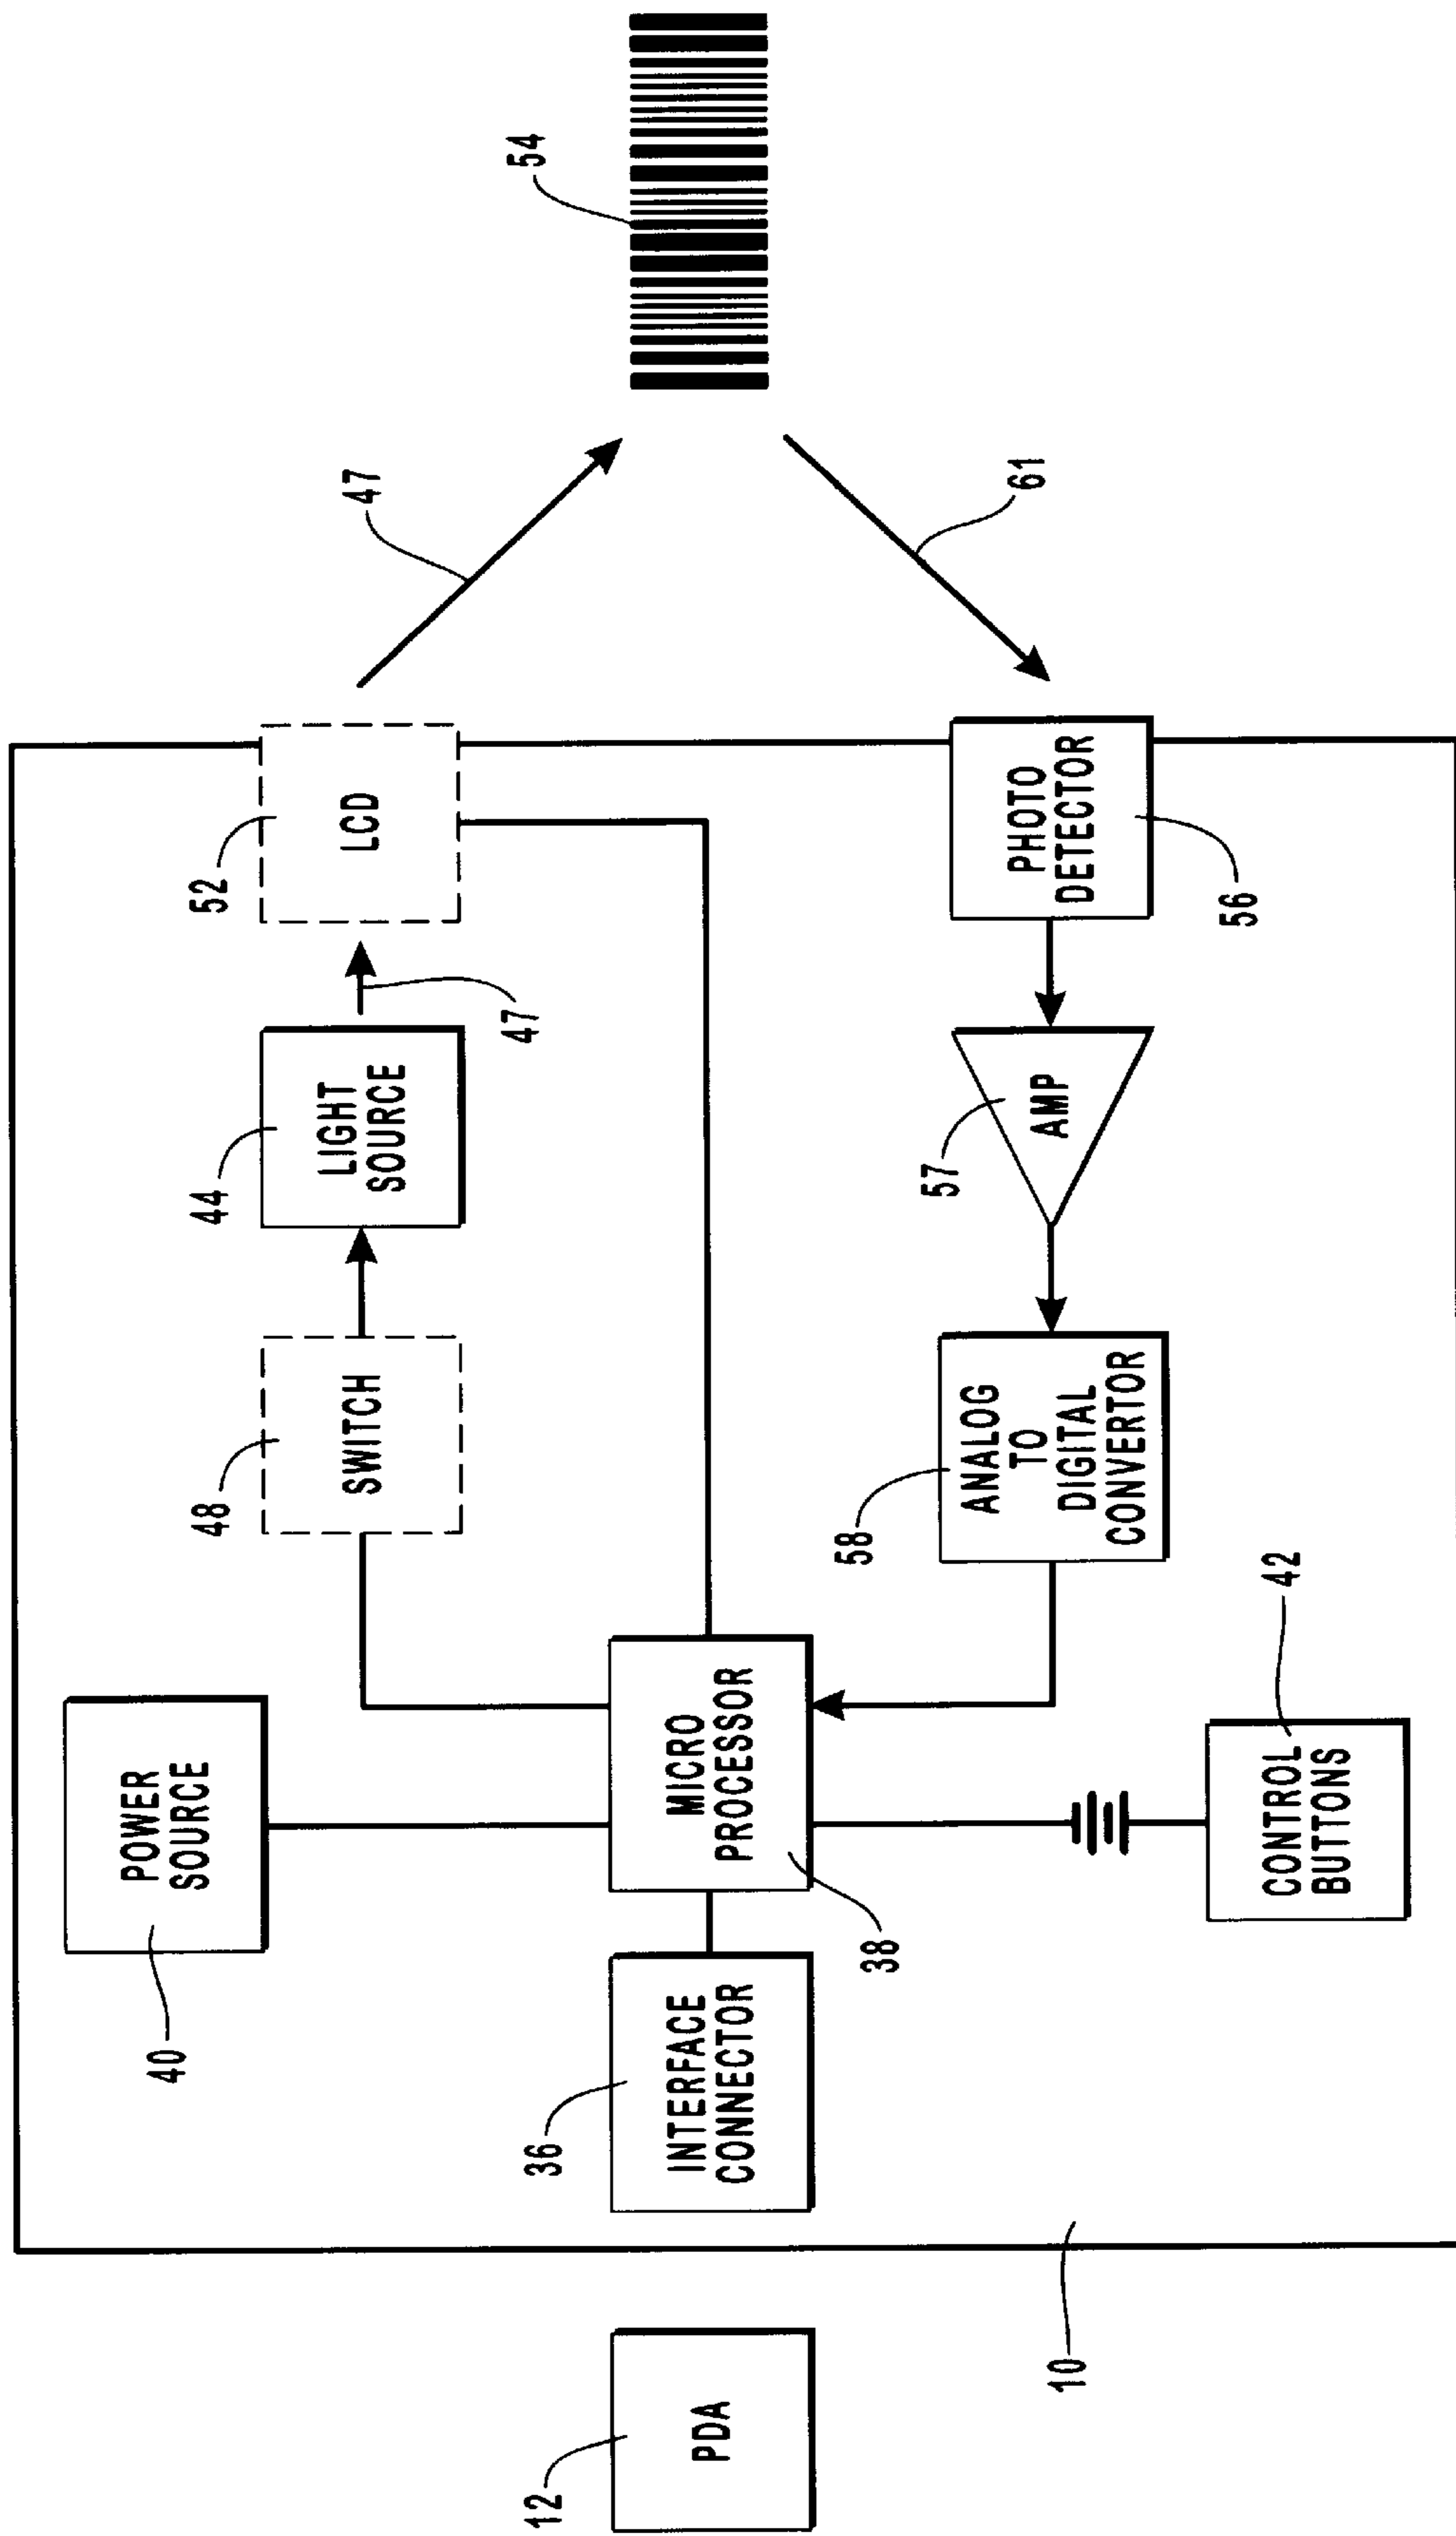 40
POWER
SOURCE
48
SWITCH
44
LIGHT
SOURCE
47
52
LCD
47
54
12
PDA
36
INTERFACE
CONNECTOR
MICRO
PROCESSOR
38
58
ANALOG
TO
DIGITAL
CONVERTOR
57
AMP
PHOTO
DETECTOR
56
61
10
CONTROL
BUTTONS
42